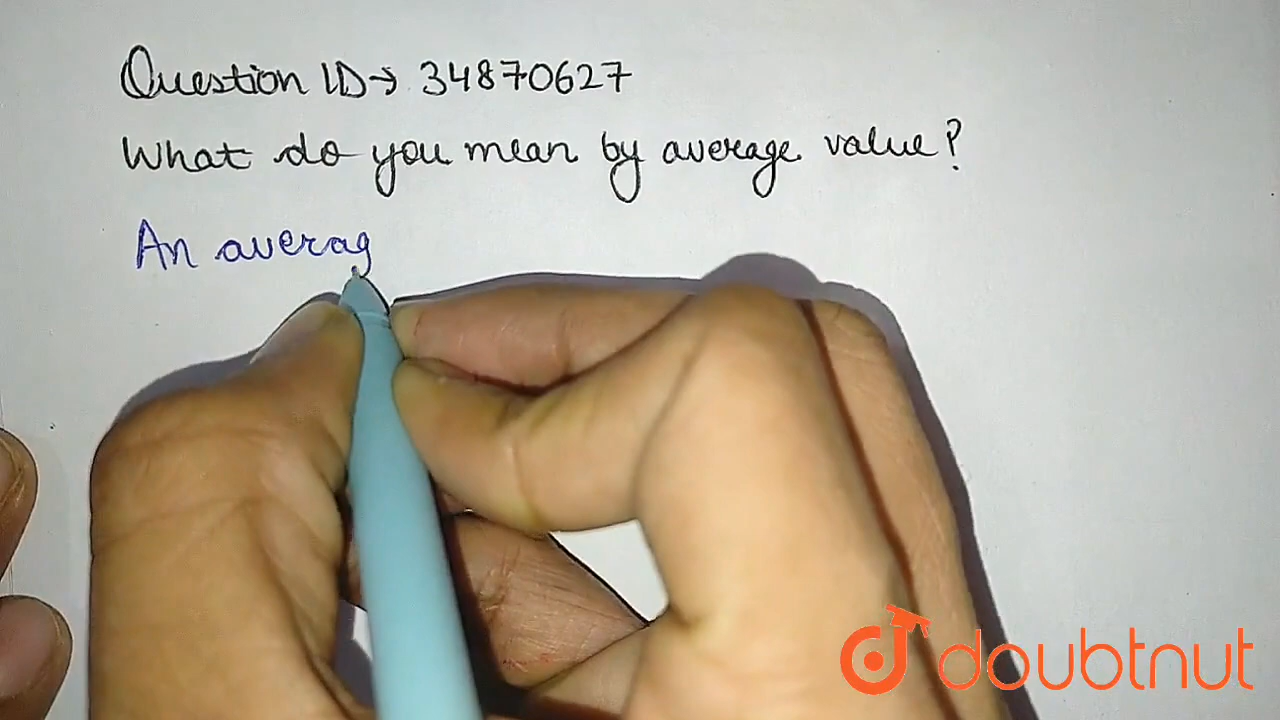 Question ID→ 34870627
What do you mean by average value?
An averag
doubtnut